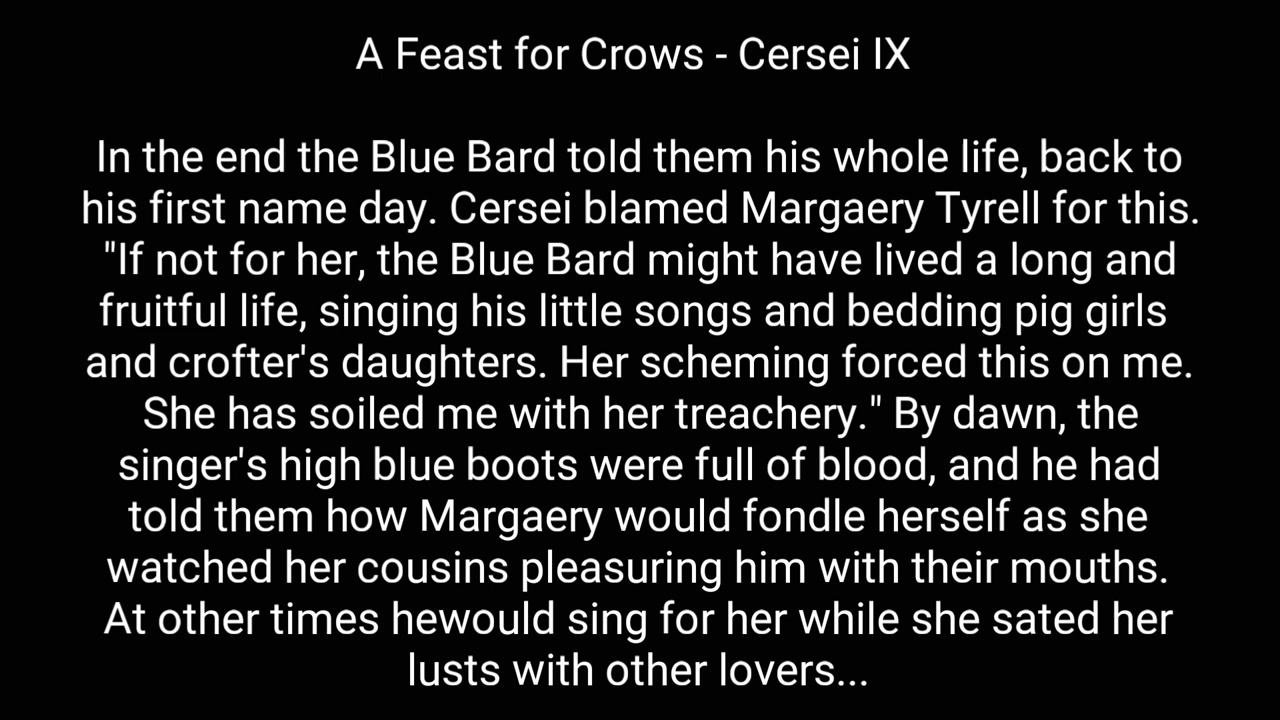 A Feast for Crows - Cersei IX
In the end the Blue Bard told them his whole life, back to
his first name day. Cersei blamed Margaery Tyrell for this.
"If not for her, the Blue Bard might have lived a long and
fruitful life, singing his little songs and bedding pig girls
and crofter's daughters. Her scheming forced this on me.
She has soiled me with her treachery." By dawn, the
singer's high blue boots were full of blood, and he had
told them how Margaery would fondle herself as she
watched her cousins pleasuring him with their mouths.
At other times hewould sing for her while she sated her
lusts with other lovers...